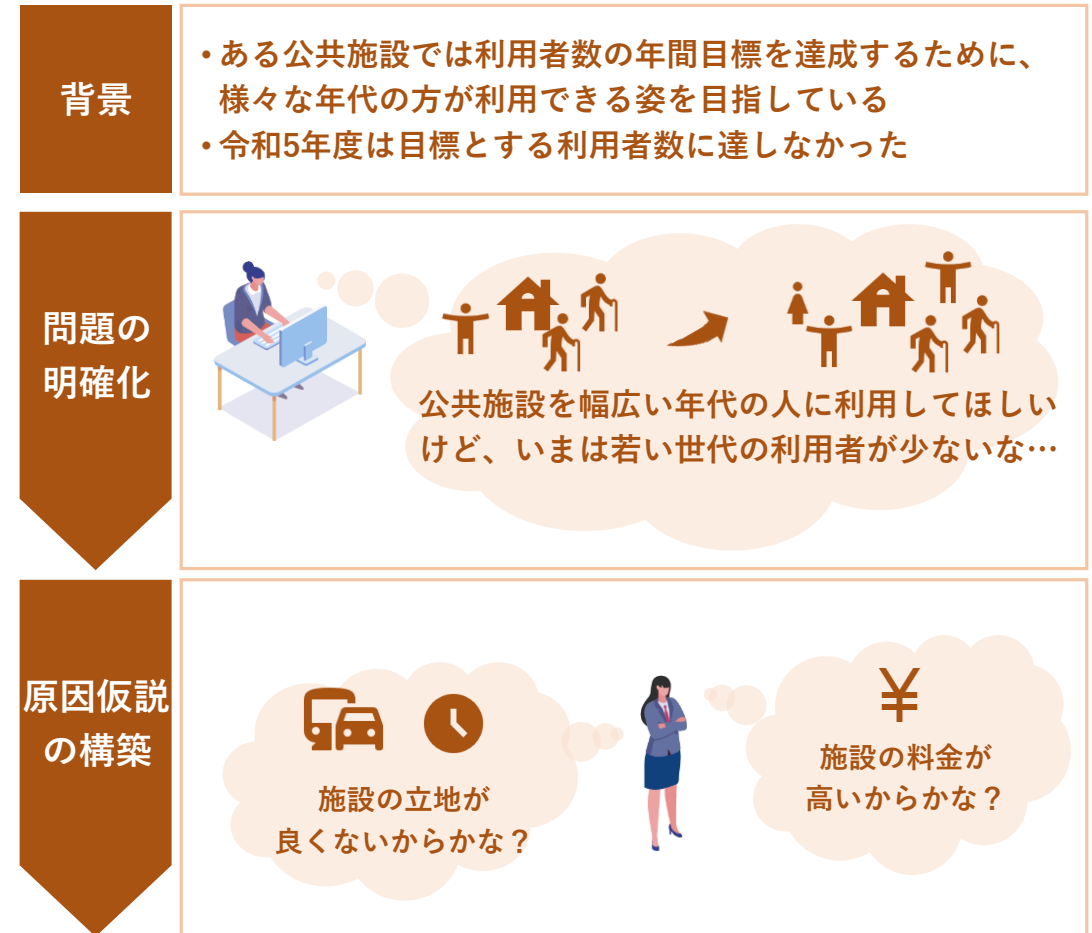 背景
・ある公共施設では利用者数の年間目標を達成するために、
様々な年代の方が利用できる姿を目指している
・令和5年度は目標とする利用者数に達しなかった
問題の
明確化
公共施設を幅広い年代の人に利用してほしい
けど、いまは若い世代の利用者が少ないな…
原因仮説
の構築
施設の立地が
良くないからかな？
¥
施設の料金が
高いからかな？